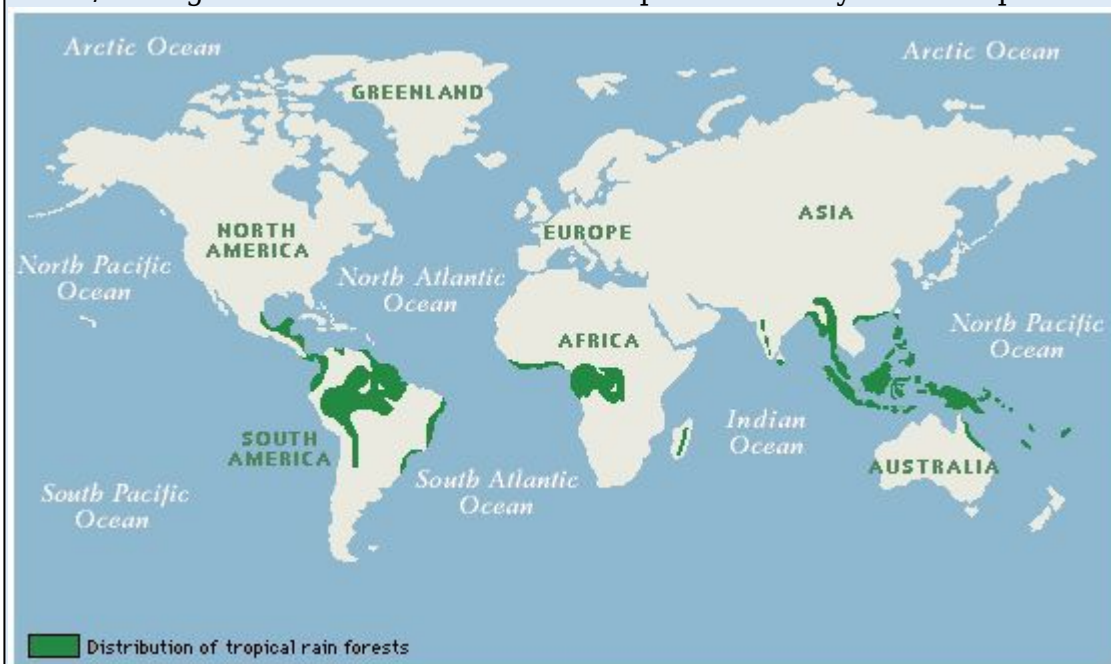 Arctic Ocean
Arctic Ocean
GREENLAND
ASIA
NORTH
AMERICA
EUROPE
North Pacific
Ocean
North Atlantic
Ocean
North Pacific
Ocean
AFRICA
Indian
Ocean
SOUTH
AMERICA
AUSTRALIA
South Pacific
Ocean
South Atlantic
Ocean
Distribution of tropical rain forests